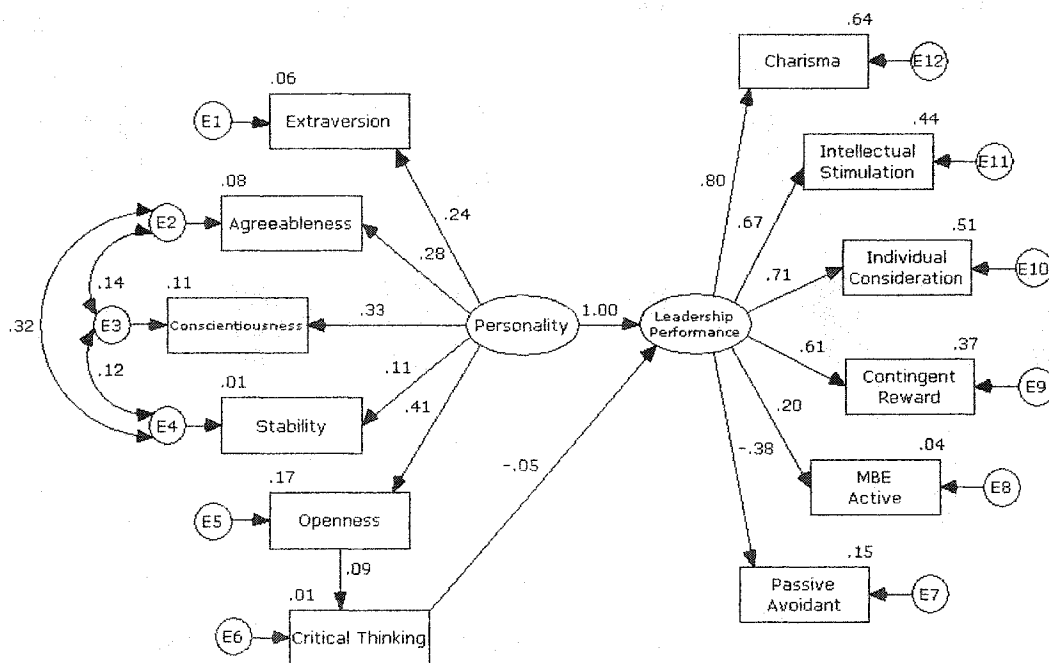 .64
Charisma
E12
.06
E1
Extraversion
.44
Intellectual
Stimulation
E11
.08
E2
Agreeableness
.80
.24
.67
.28
.51
Individual
Consideration
E10
.14
.11
.71
.32
E3
Conscientiousness
.33
Personality
1.00
Leadership
Performance
.12
.11
.61
.37
Contingent
Reward
E9
.01
E4
Stability
.41
.20
-.38
-.05
.04
MBE
Active
E8
.17
E5
Openness
.09
.15
Passive
Avoidant
E7
.01
E6
Critical Thinking